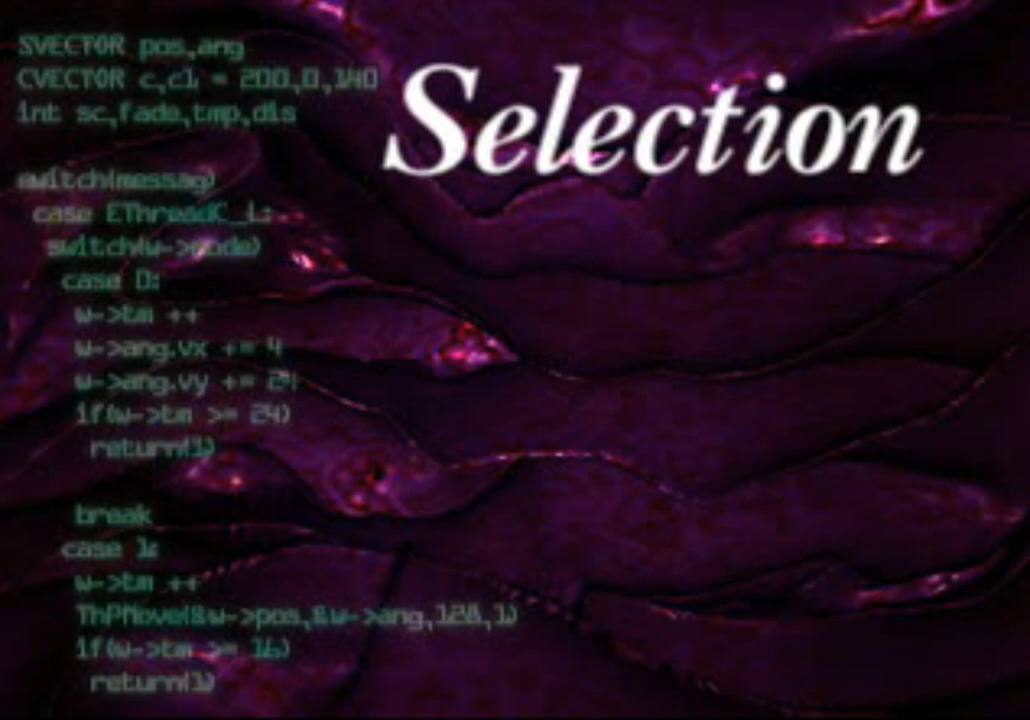 Selection
SVECTOR pos,ang
CVECTOR c,c1 = 200,0,140
int sc,fade,tmp,dis
switch(messag)
case EThreadC_L:
switch(w->mode)
case 0:
w->tm ++
w->ang.vx += 4
w->ang.vy += 24
if(w->tm >= 24)
return(1)
break
case 1:
w->tm ++
ThPMove(&w->pos,&w->ang,128,1)
if(w->tm >= 16)
return(1)